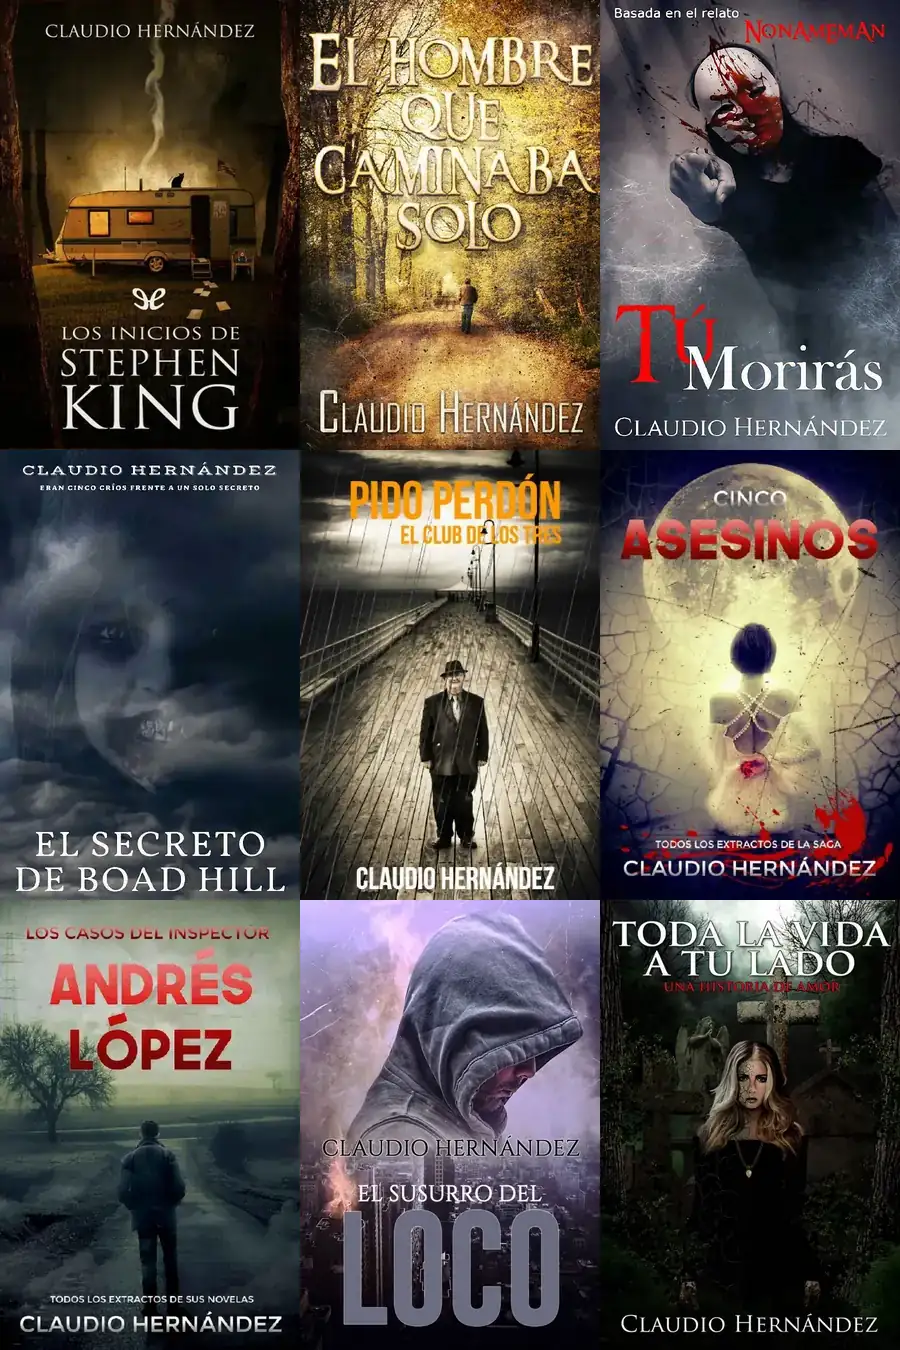 CLAUDIO HERNÁNDEZ
LOS INICIOS DE
STEPHEN
KING
EL HOMBRE
QUE
CAMINABA
SOLO
CLAUDIO HERNÁNDEZ
Basada en el relato
NONAMEMAN
TÚ
Morirás
CLAUDIO HERNÁNDEZ
CLAUDIO HERNÁNDEZ
ERAN CINCO CRÍOS FRENTE A UN SOLO SECRETO
EL SECRETO
DE BOAD HILL
PIDO PERDÓN
EL CLUB DE LOS TRES
CLAUDIO HERNÁNDEZ
CINCO
ASESINOS
TODOS LOS EXTRACTOS DE LA SAGA
CLAUDIO HERNÁNDEZ
LOS CASOS DEL INSPECTOR
ANDRÉS
LÓPEZ
TODOS LOS EXTRACTOS DE SUS NOVELAS
CLAUDIO HERNÁNDEZ
CLAUDIO HERNÁNDEZ
EL SUSURRO DEL
LOCO
TODA LA VIDA
A TU LADO
UNA HISTORIA DE AMOR
CLAUDIO HERNÁNDEZ